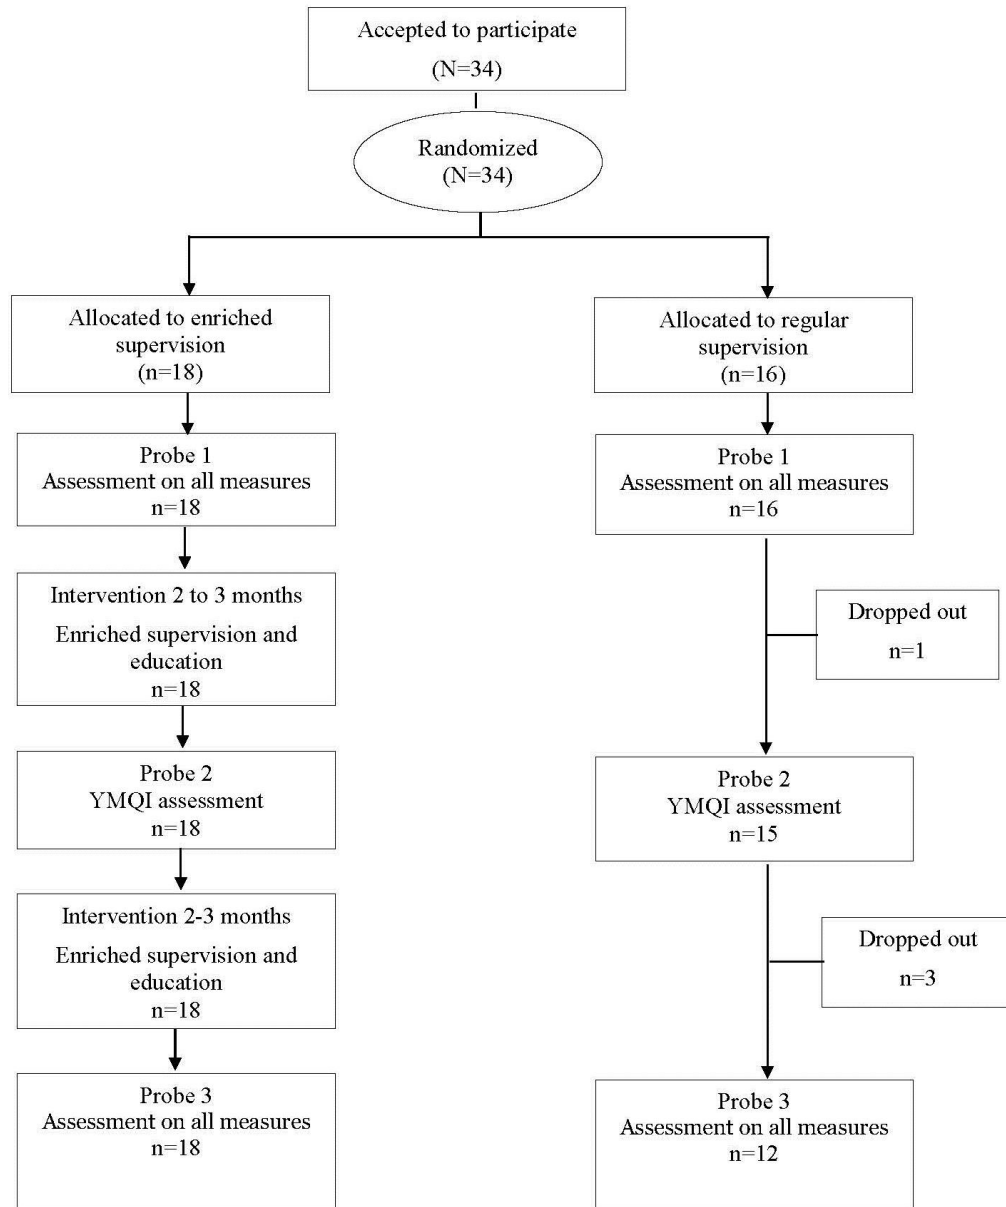 Accepted to participate
(N=34)
Randomized
(N=34)
Allocated to enriched
supervision
(n=18)
Allocated to regular
supervision
(n=16)
Probe 1
Assessment on all measures
n=18
Probe 1
Assessment on all measures
n=16
Intervention 2 to 3 months
Enriched supervision and
education
n=18
Dropped out
n=1
Probe 2
YMQI assessment
n=18
Probe 2
YMQI assessment
n=15
Intervention 2-3 months
Enriched supervision and
education
n=18
Dropped out
n=3
Probe 3
Assessment on all measures
n=18
Probe 3
Assessment on all measures
n=12